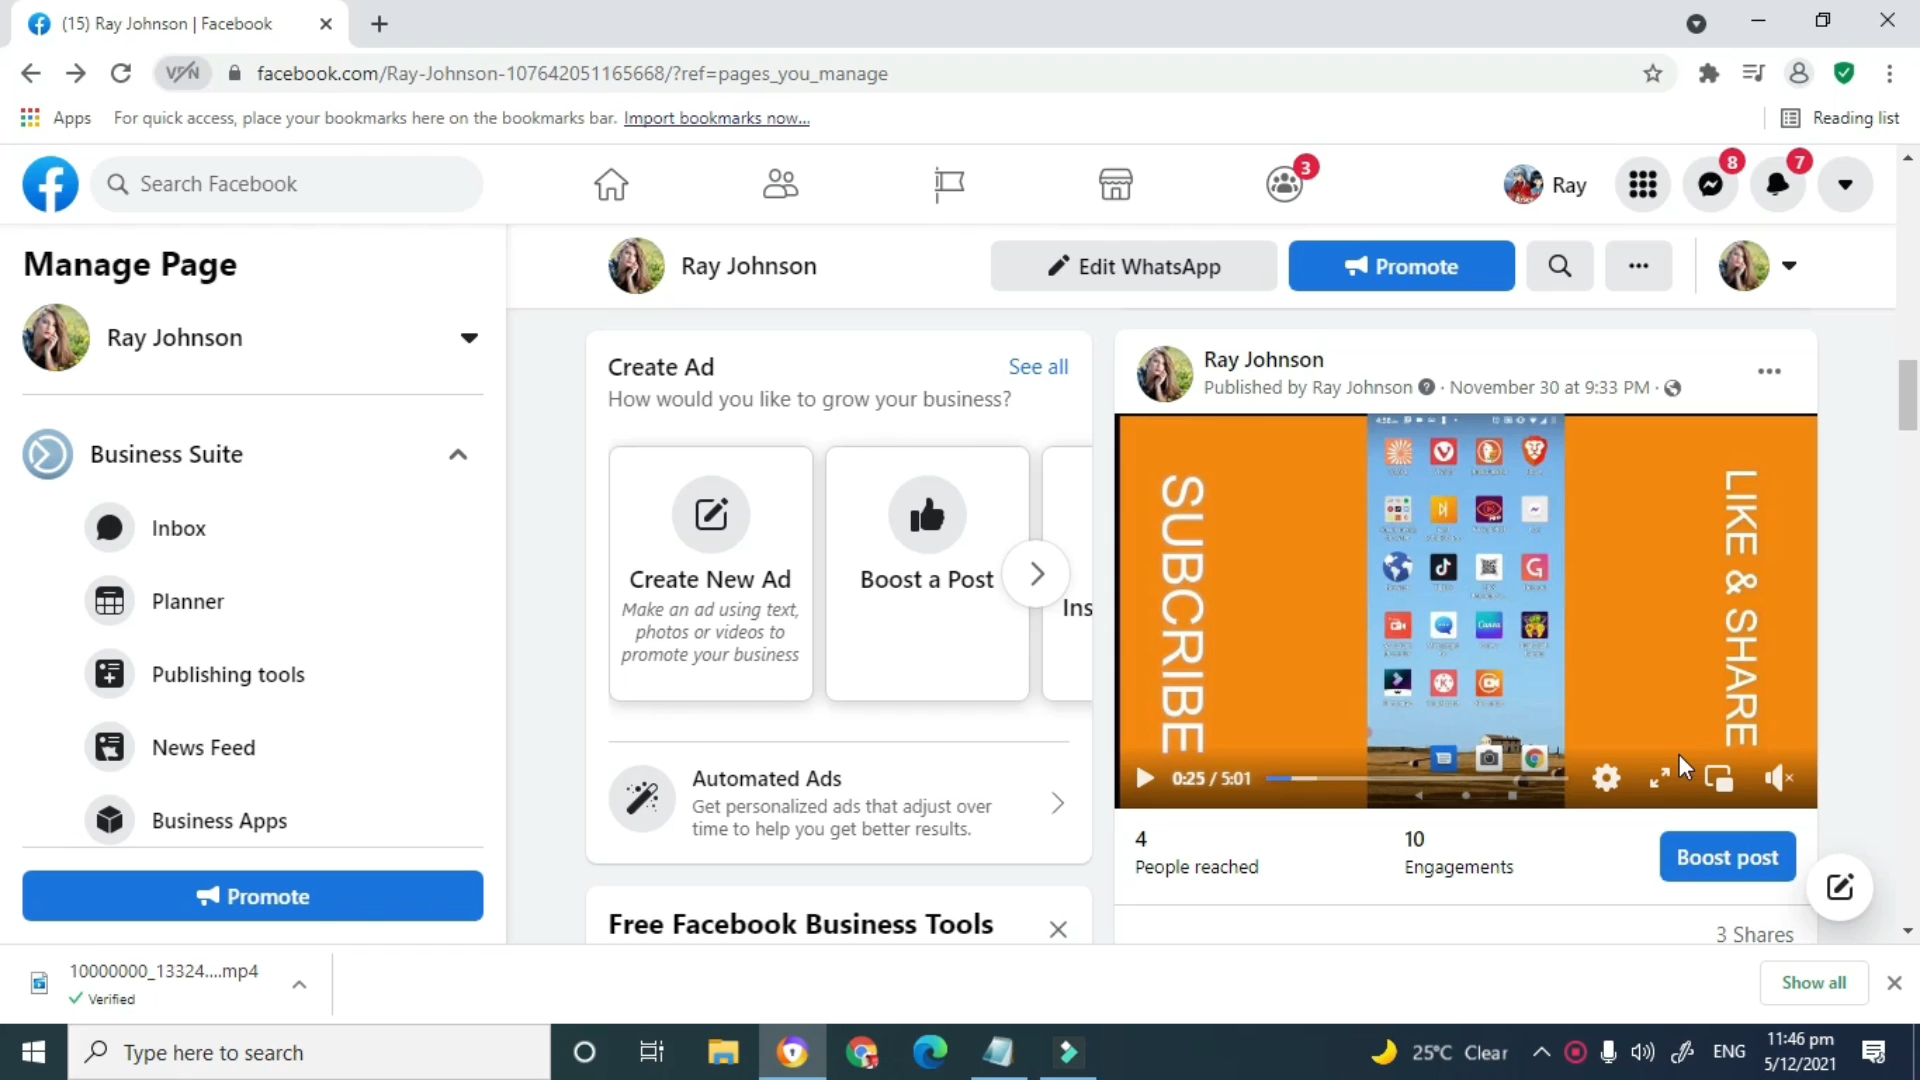 (15) Ray Johnson | Facebook
VPN
facebook.com/Ray-Johnson-107642051165668/?ref=pages_you_manage
Apps
For quick access, place your bookmarks here on the bookmarks bar. Import bookmarks now...
Reading list
Search Facebook
3
Ray
8
7
Manage Page
Ray Johnson
Business Suite
Inbox
Planner
Publishing tools
News Feed
Business Apps
Promote
Ray Johnson
Edit WhatsApp
Promote
Create Ad
See all
How would you like to grow your business?
Create New Ad
Make an ad using text,
photos or videos to
promote your business
Boost a Post
Ins
Automated Ads
Get personalized ads that adjust over
time to help you get better results.
Free Facebook Business Tools
Ray Johnson
Published by Ray Johnson · November 30 at 9:33 PM ·
SUBCRIBE
LIKE & SHARE
0:25 / 5:01
4
People reached
10
Engagements
Boost post
3 Shares
10000000_13324....mp4
Verified
Show all
Type here to search
25°C Clear
ENG
11:46 pm
5/12/2021